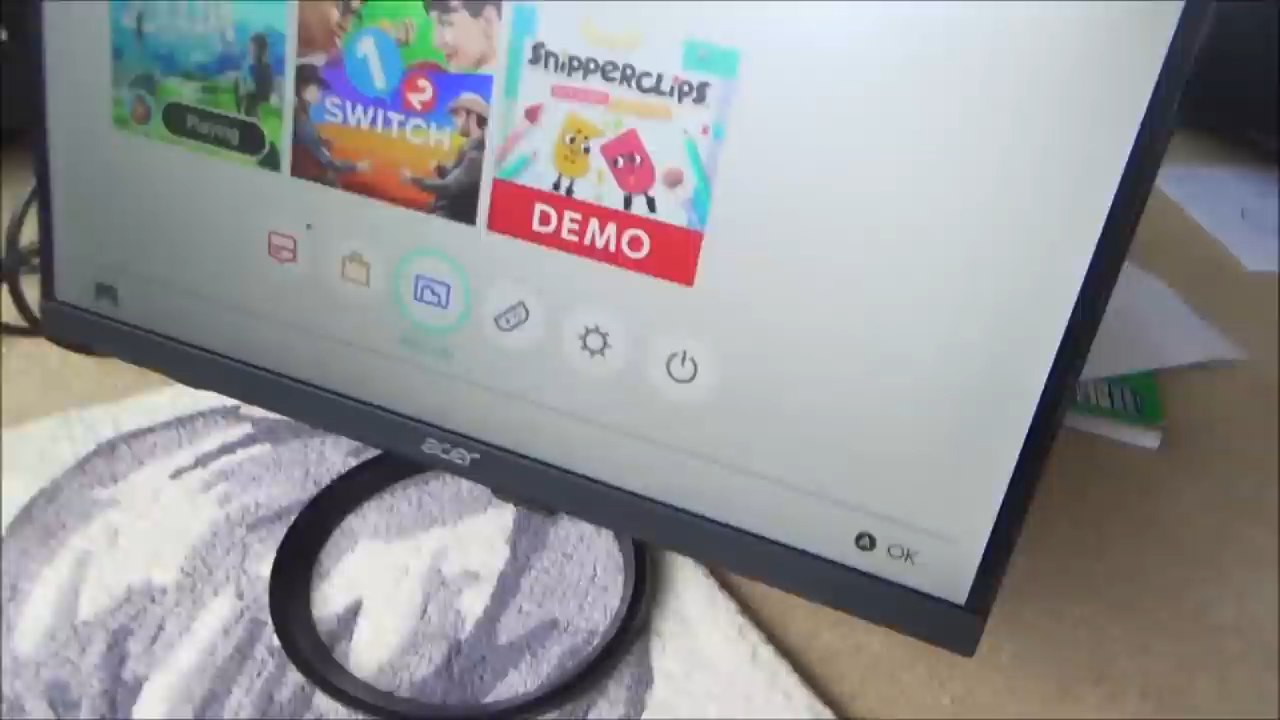 Playing
1
2
SWITCH
SNIPPERCLIPS
DEMO
acer
A OK